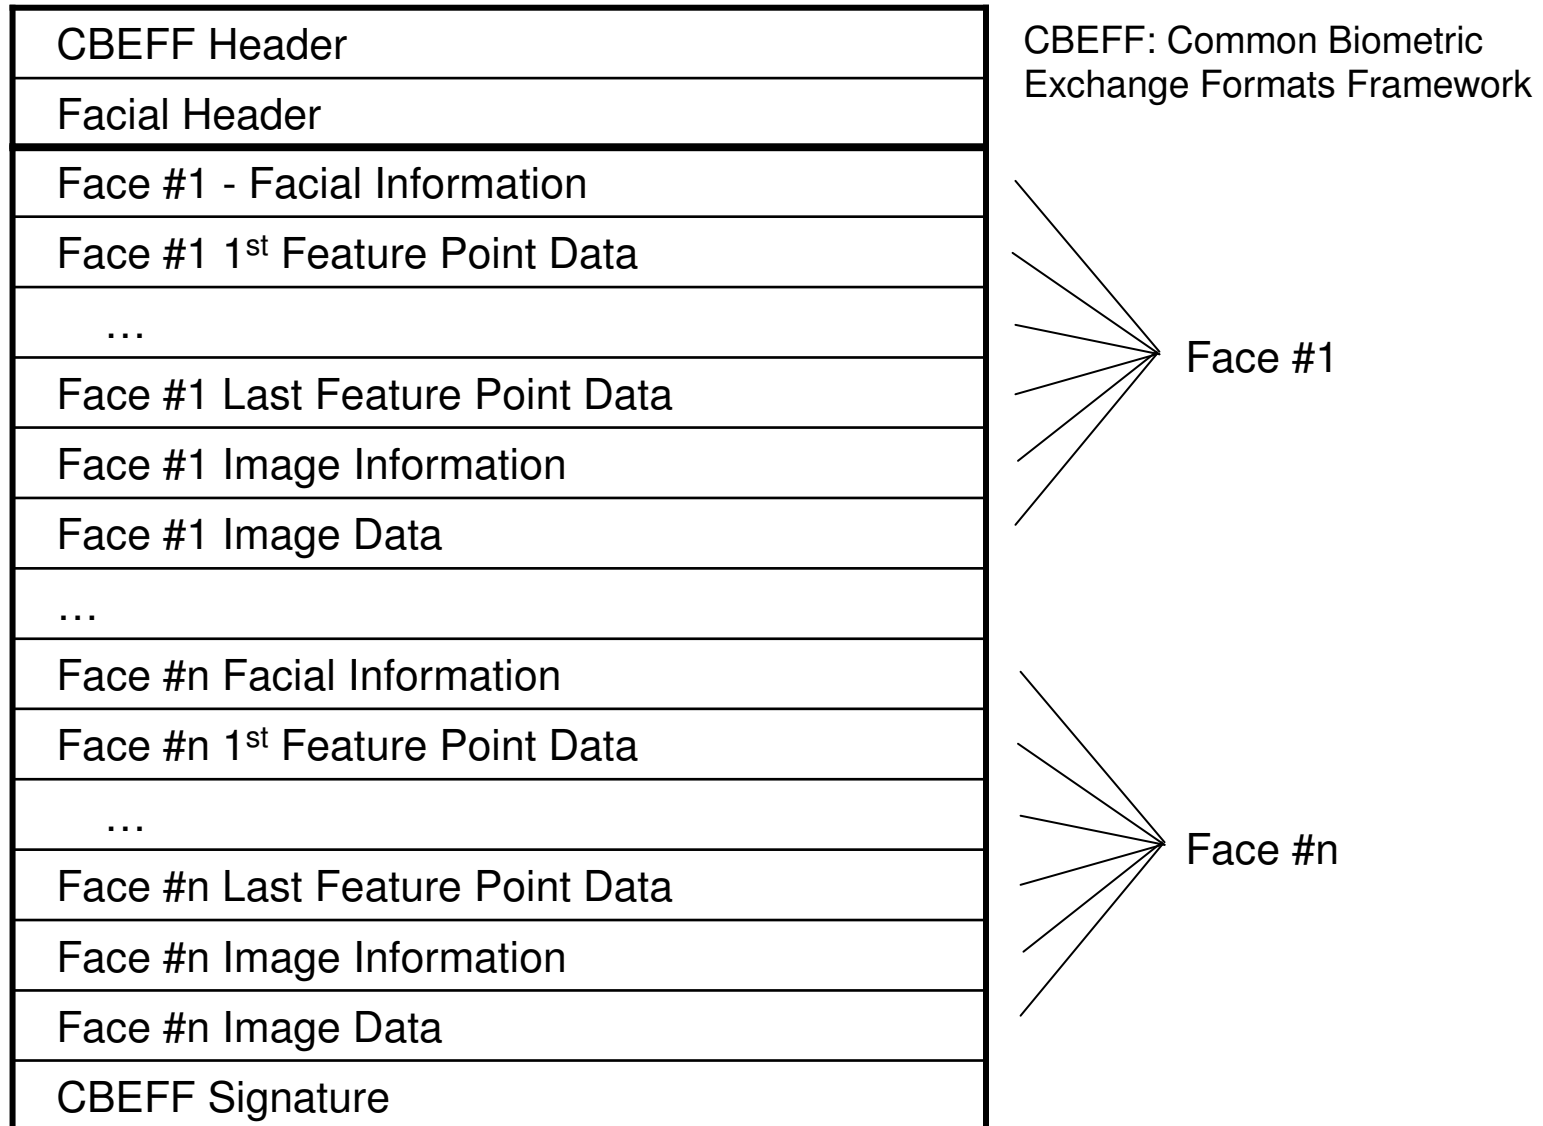 CBEFF Header
Facial Header
Face #1 - Facial Information
Face #1 1st Feature Point Data
…
Face #1 Last Feature Point Data
Face #1 Image Information
Face #1 Image Data
…
Face #n Facial Information
Face #n 1st Feature Point Data
…
Face #n Last Feature Point Data
Face #n Image Information
Face #n Image Data
CBEFF Signature
CBEFF: Common Biometric
Exchange Formats Framework
Face #1
Face #n